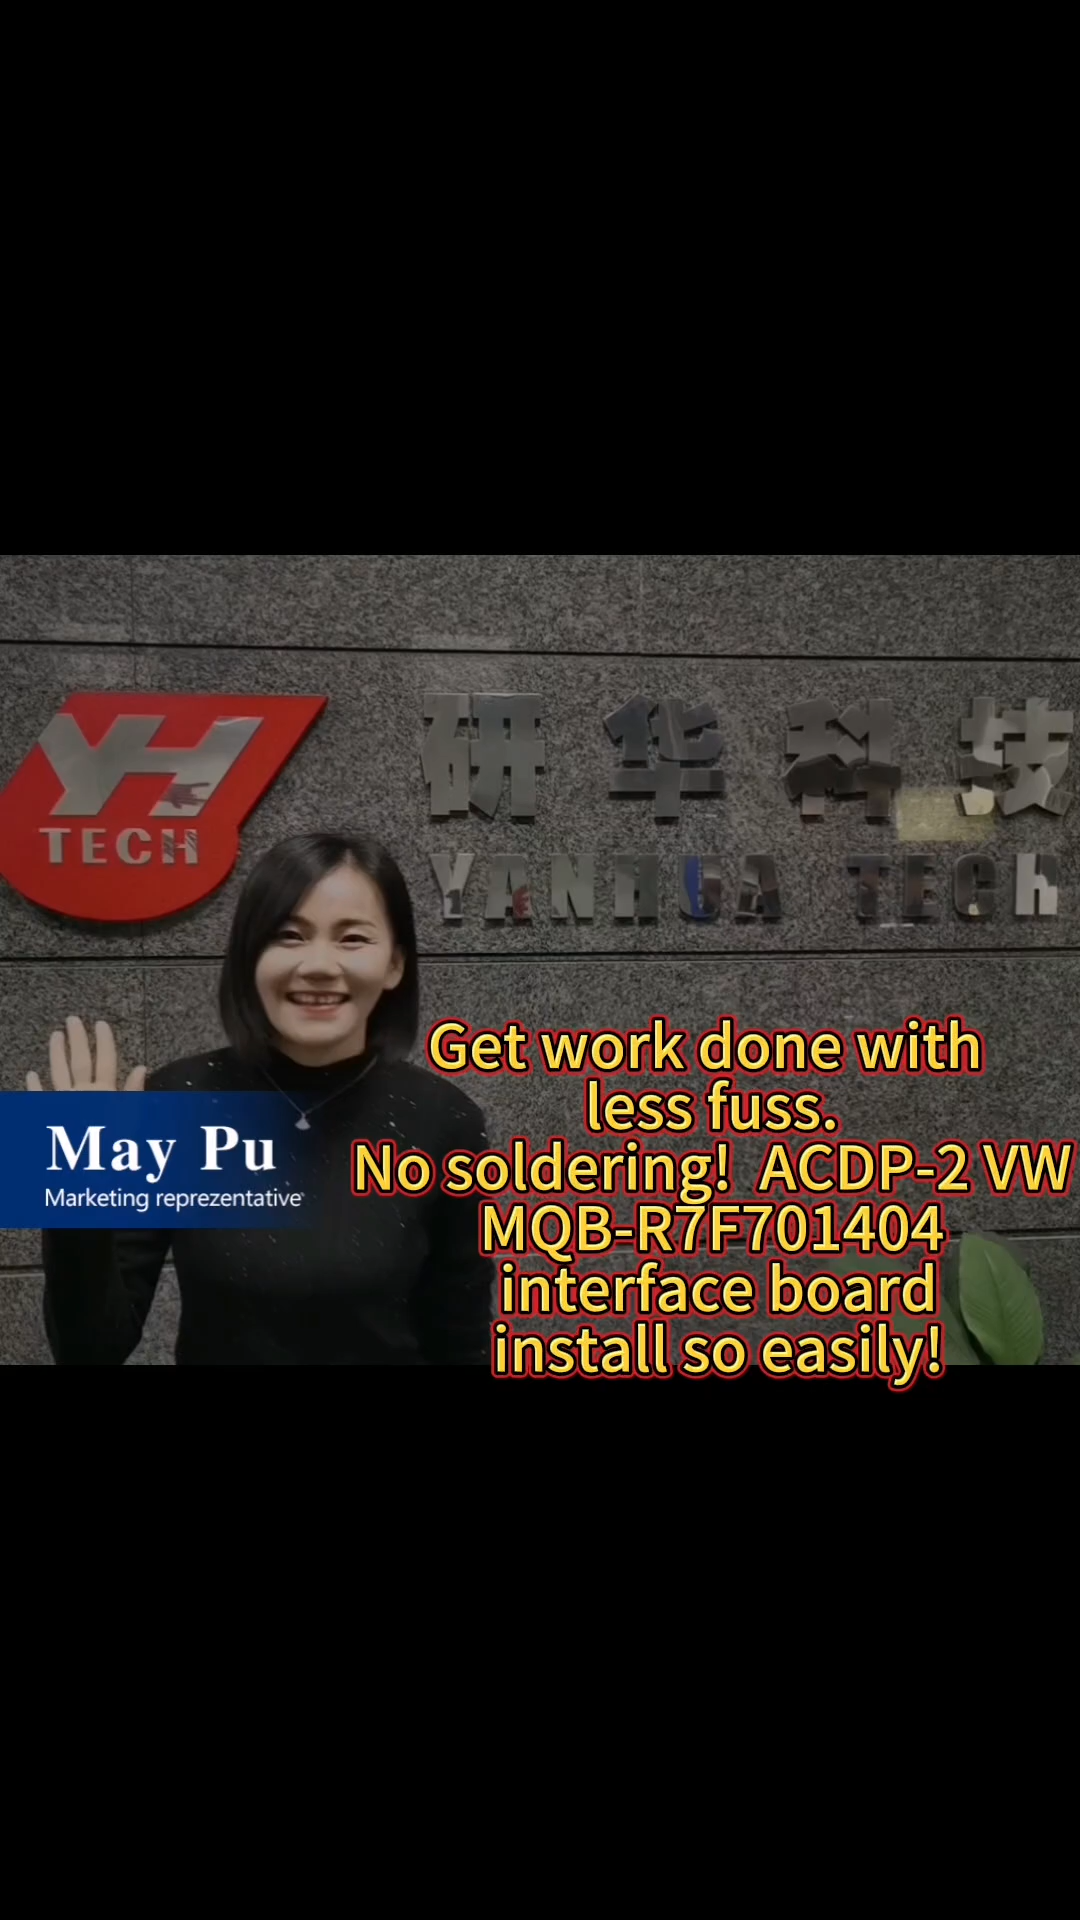 YH
TECH
研华科技
YANHUA TECh
Get work done with
less fuss.
No soldering! ACDP-2 VW
MQB-R7F701404
interface board
install so easily!
May Pu
Marketing reprezentative